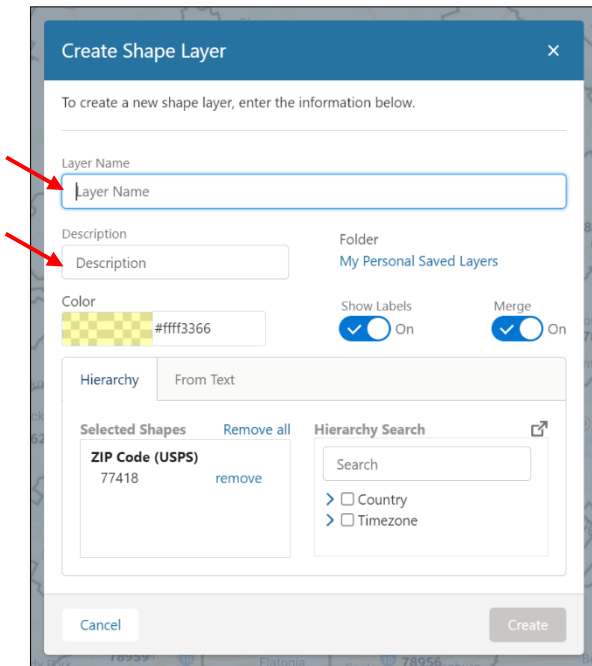 Create Shape Layer ×
To create a new shape layer, enter the information below.
Layer Name
Layer Name
Description
Folder
Description
My Personal Saved Layers
Color
Show Labels
Merge
#ffff3366
On
On
Hierarchy
From Text
Selected Shapes
Remove all
Hierarchy Search
ZIP Code (USPS)
77418
remove
Search
Country
Timezone
Cancel
Create
78959
Flatonia
78956